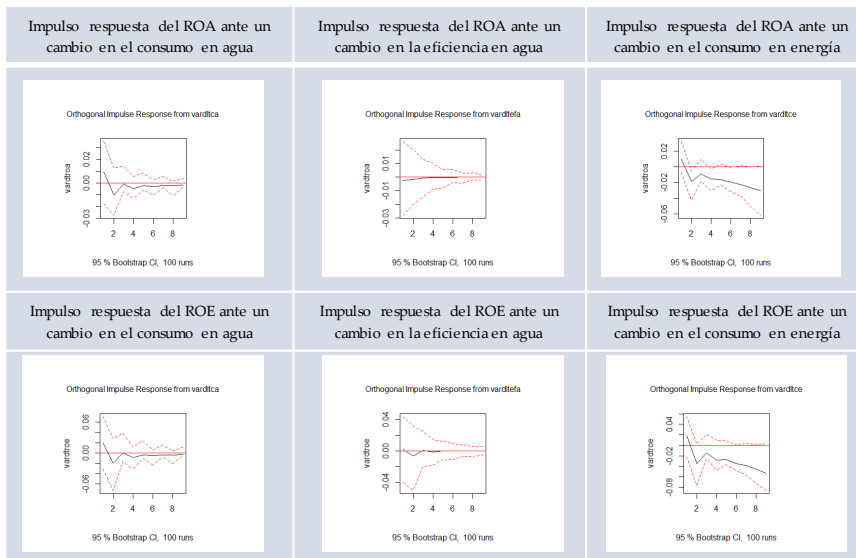 Impulso respuesta del ROA ante un
cambio en el consumo en agua
Impulso respuesta del ROA ante un
cambio en la eficiencia en agua
Impulso respuesta del ROA ante un
cambio en el consumo en energía
Orthogonal Impulse Response from vardltca
vardtroa
0.02
0.00
-0.03
2 4 6 8
95 % Bootstrap CI, 100 runs
Orthogonal Impulse Response from vardltefa
vardtroa
0.01
-0.01
-0.03
2 4 6 8
95 % Bootstrap CI, 100 runs
Orthogonal Impulse Response from vardltce
vardtroa
0.02
-0.02
-0.06
2 4 6 8
95 % Bootstrap CI, 100 runs
Impulso respuesta del ROE ante un
cambio en el consumo en agua
Impulso respuesta del ROE ante un
cambio en la eficiencia en agua
Impulso respuesta del ROE ante un
cambio en el consumo en energía
Orthogonal Impulse Response from vardltca
vardtroe
0.06
0.00
-0.06
2 4 6 8
95 % Bootstrap CI, 100 runs
Orthogonal Impulse Response from vardltefa
vardtroe
0.04
0.00
-0.04
2 4 6 8
95 % Bootstrap CI, 100 runs
Orthogonal Impulse Response from vardltce
vardtroe
0.04
-0.02
-0.08
2 4 6 8
95 % Bootstrap CI, 100 runs